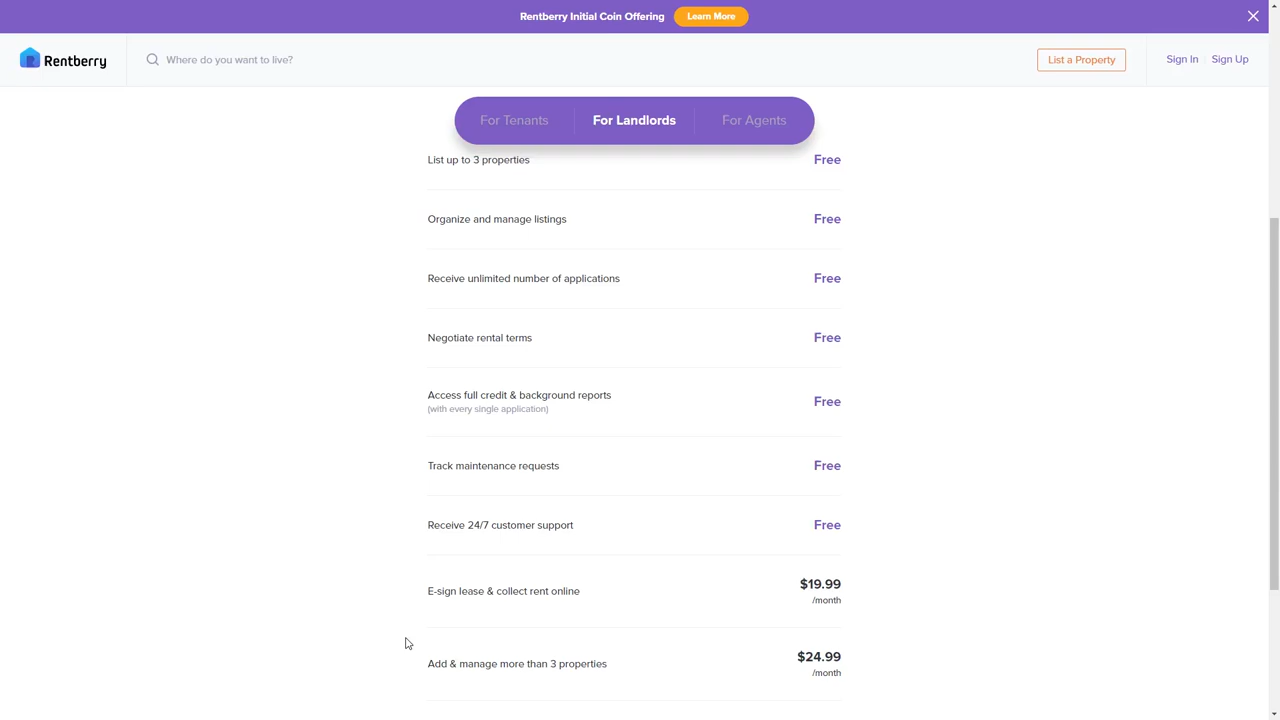 Rentberry Initial Coin Offering
Learn More
Rentberry
Where do you want to live?
List a Property
Sign In
Sign Up
For Tenants
For Landlords
For Agents
List up to 3 properties
Free
Organize and manage listings
Free
Receive unlimited number of applications
Free
Negotiate rental terms
Free
Access full credit & background reports
(with every single application)
Free
Track maintenance requests
Free
Receive 24/7 customer support
Free
E-sign lease & collect rent online
$19.99
/month
Add & manage more than 3 properties
$24.99
/month